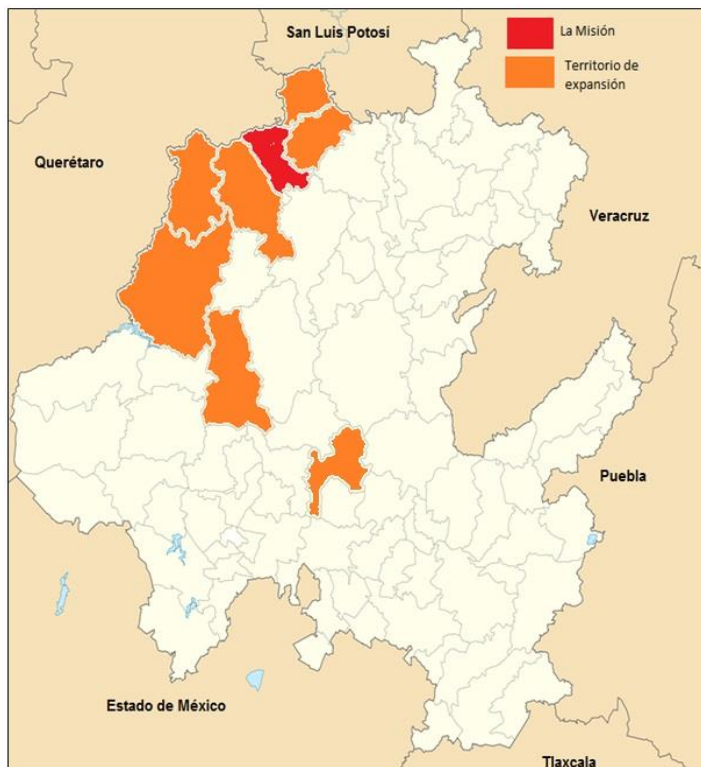 San Luis Potosí
La Misión
Territorio de
expansión
Querétaro
Veracruz
Puebla
Estado de México
Tlaxcala